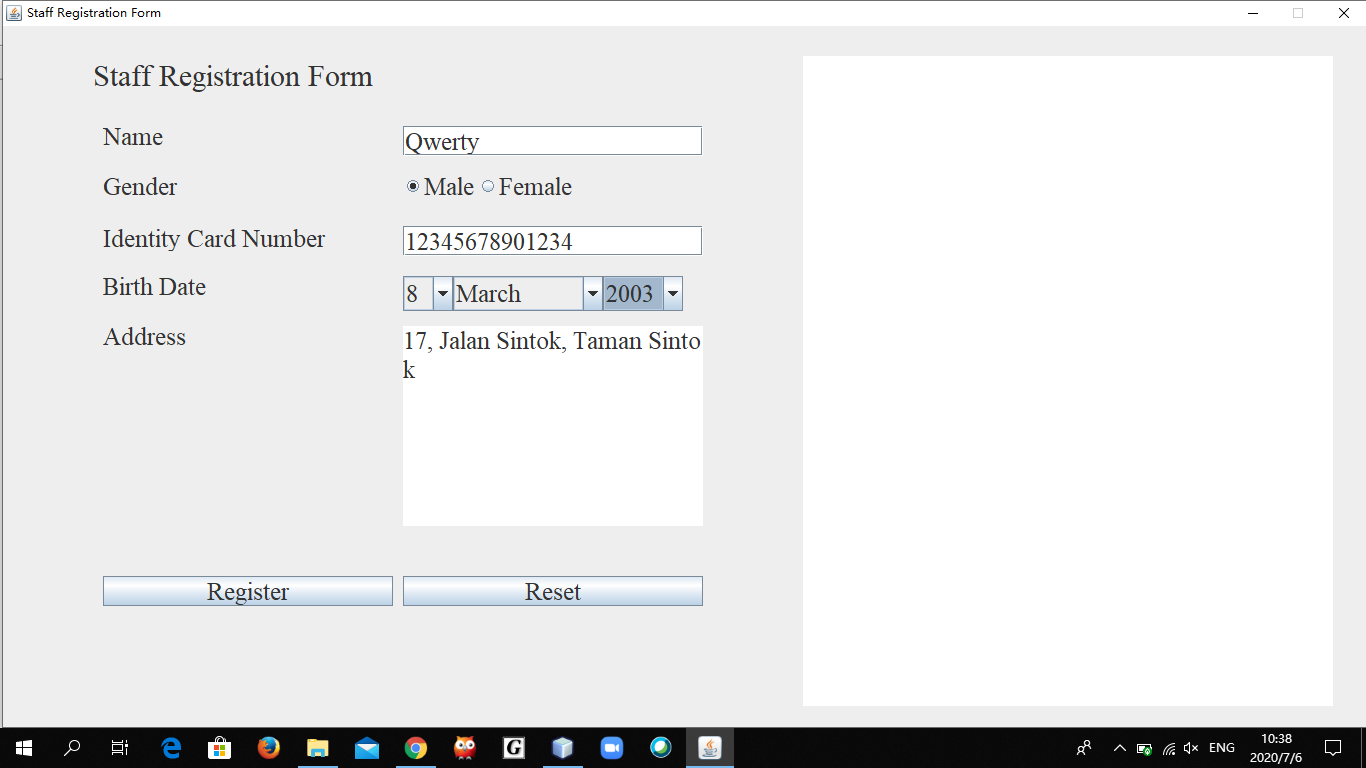 Staff Registration Form
Staff Registration Form
Name
Qwerty
Gender
Male Female
Identity Card Number
12345678901234
Birth Date
8 March 2003
Address
17, Jalan Sintok, Taman Sinto
k
Register Reset
G
ENG
10:38
2020/7/6